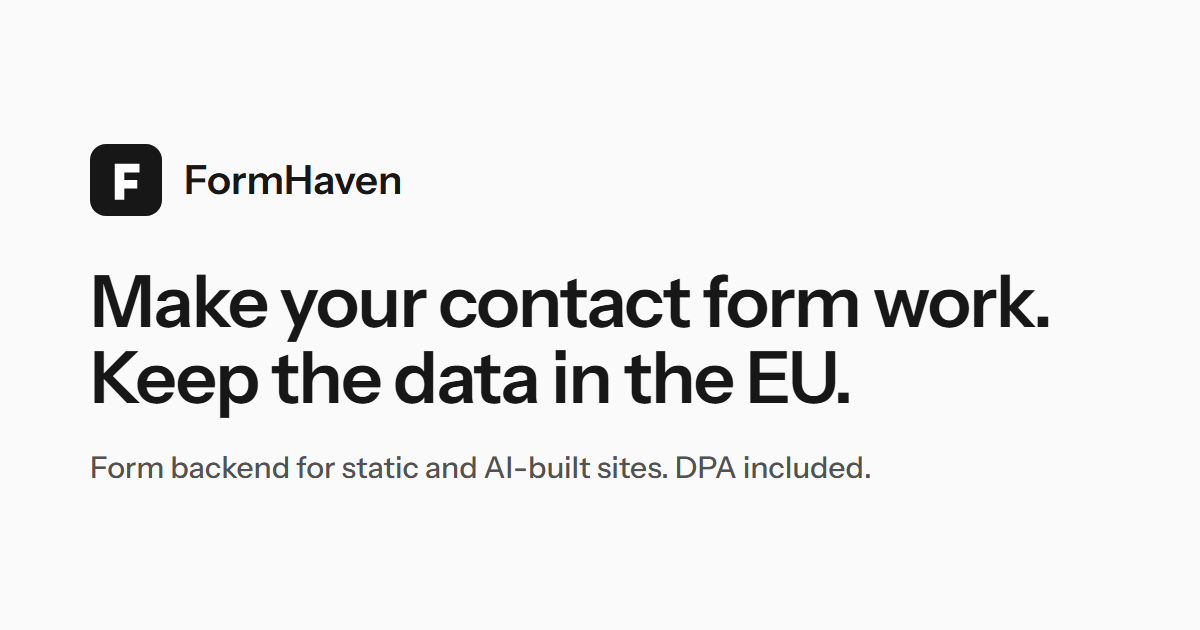 F FormHaven
Make your contact form work.
Keep the data in the EU.
Form backend for static and AI-built sites. DPA included.